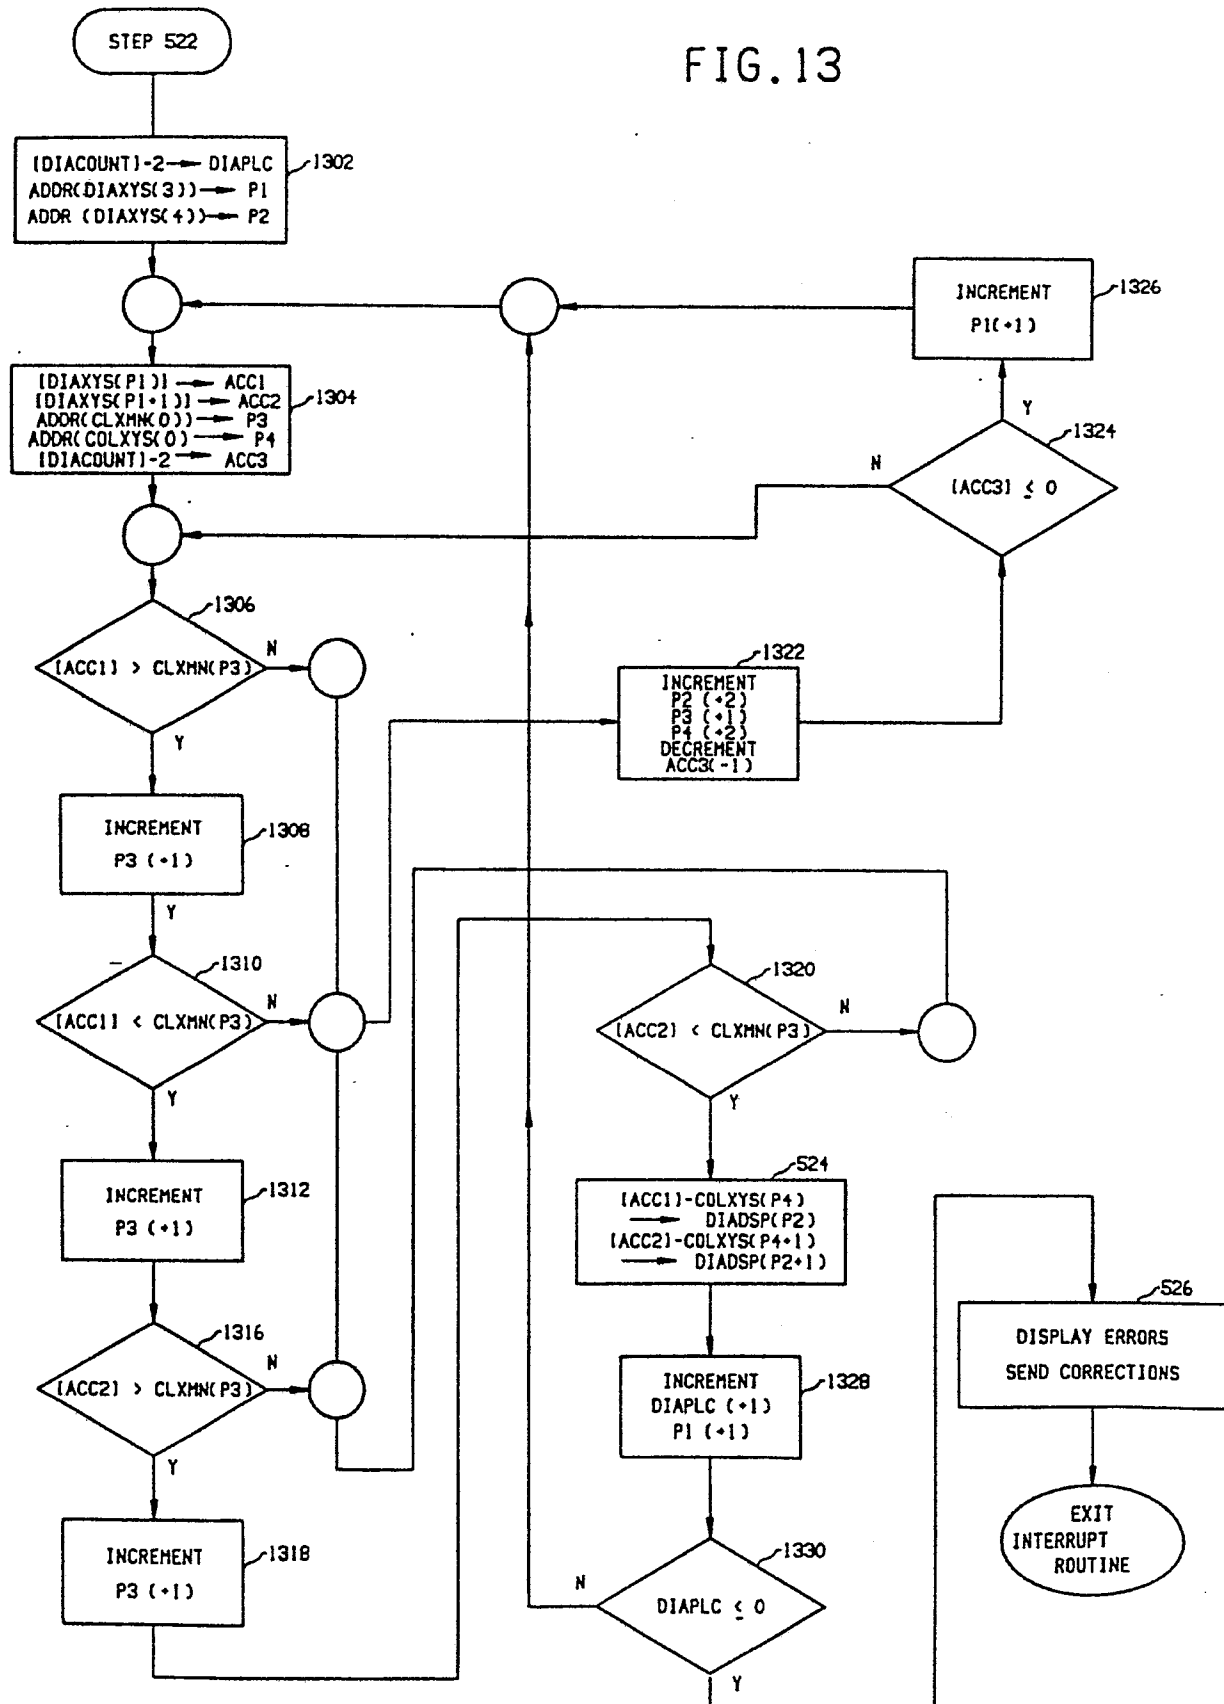 STEP 522
FIG.13
[DIACOUNT]-2 → DIAPLC
ADDR(DIAXYS(3)) → P1
ADDR (DIAXYS(4)) → P2
1302
INCREMENT
P1(+1)
1326
[DIAXYS(P1)] → ACC1
[DIAXYS(P1+1)] → ACC2
ADDR(CLXMN(0)) → P3
ADDR(COLXYS(0) → P4
[DIACOUNT]-2 → ACC3
1304
Y
1324
N
[ACC3] ≤ 0
1306
N
[ACC1] > CLXMN(P3)
Y
1322
INCREMENT
P2 (+2)
P3 (+1)
P4 (+2)
DECREMENT
ACC3(-1)
INCREMENT
P3 (+1)
1308
Y
1310
N
[ACC1] < CLXMN(P3)
Y
1320
N
[ACC2] < CLXMN(P3)
Y
INCREMENT
P3 (+1)
1312
524
[ACC1]-COLXYS(P4)
→ DIADSP(P2)
[ACC2]-COLXYS(P4+1)
→ DIADSP(P2+1)
526
DISPLAY ERRORS
SEND CORRECTIONS
1316
N
[ACC2] > CLXMN(P3)
Y
INCREMENT
DIAPLC (+1)
P1 (+1)
1328
EXIT
INTERRUPT
ROUTINE
INCREMENT
P3 (+1)
1318
1330
N
DIAPLC ≤ 0
Y